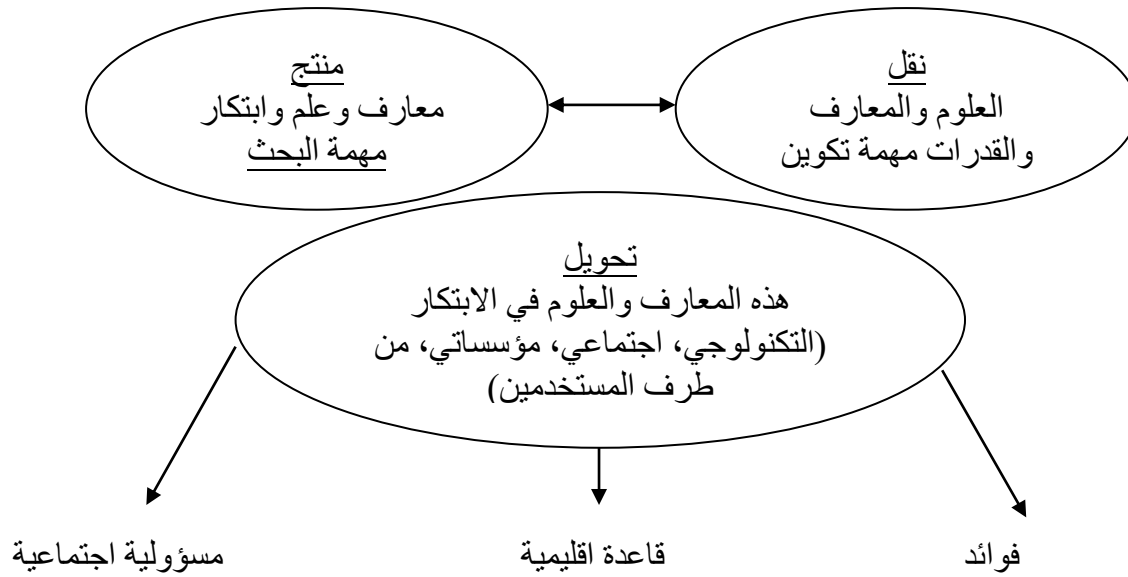 نقل
العلوم والمعارف
والقدرات مهمة تكوين
منتج
معارف وعلم وابتكار
مهمة البحث
تحويل
هذه المعارف والعلوم في الابتكار
(التكنولوجي، اجتماعي، مؤسساتي، من
طرف المستخدمين)
فوائد
قاعدة اقليمية
مسؤولية اجتماعية